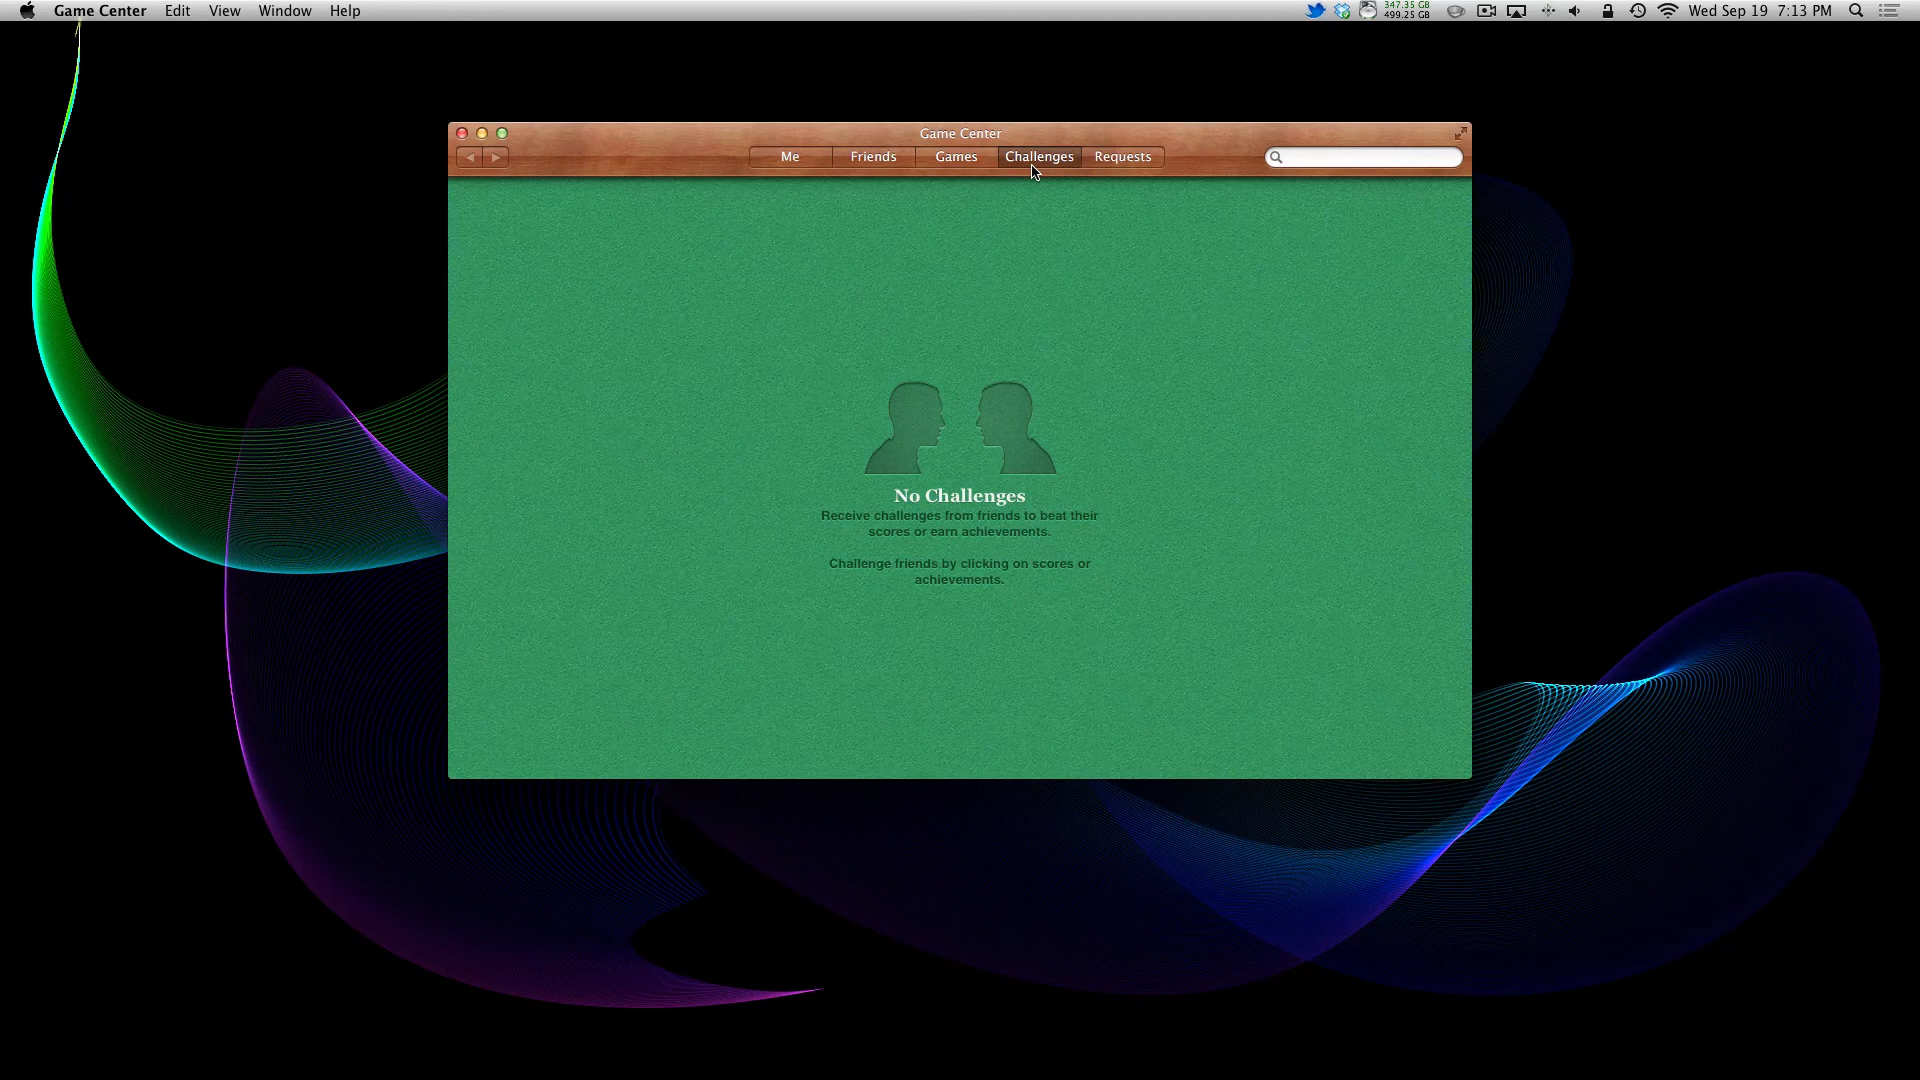 Game Center Edit View Window Help
347.35 GB
499.25 GB
Wed Sep 19 7:13 PM
Game Center
Me Friends Games Challenges Requests
No Challenges
Receive challenges from friends to beat their
scores or earn achievements.
Challenge friends by clicking on scores or
achievements.